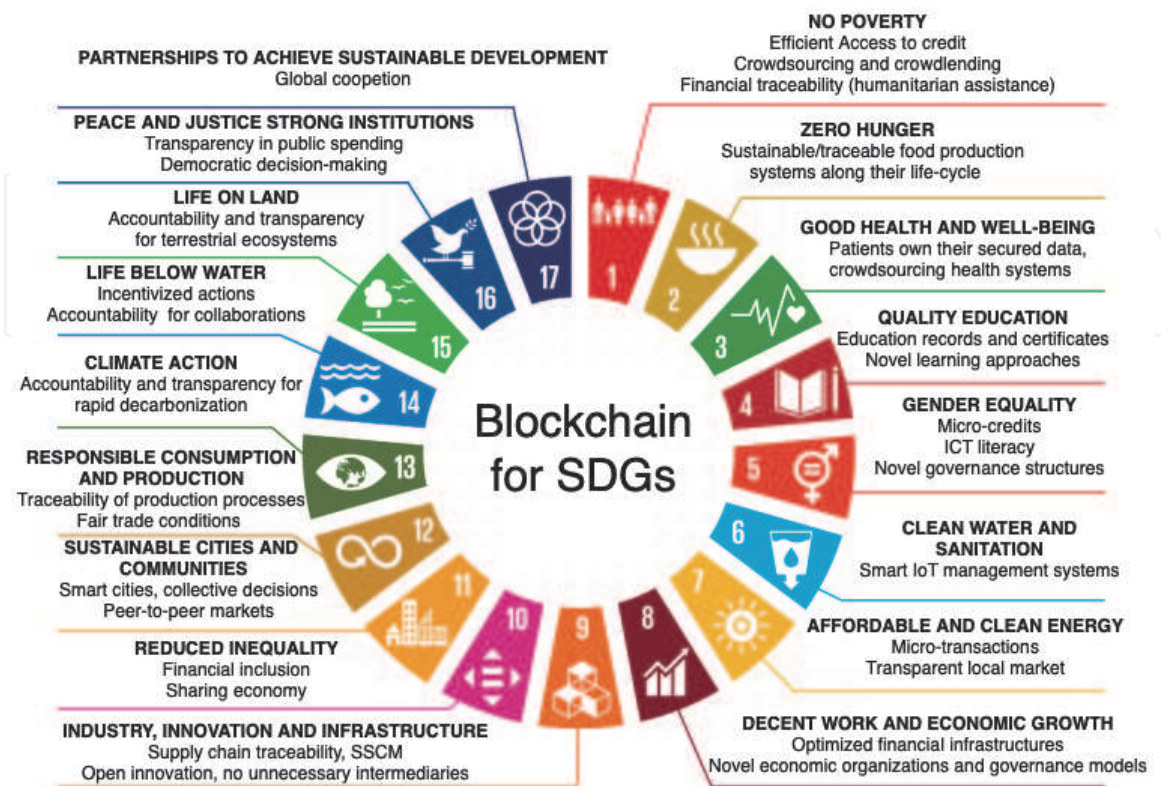 NO POVERTY
Efficient Access to credit
Crowdsourcing and crowdlending
Financial traceability (humanitarian assistance)
ZERO HUNGER
Sustainable/traceable food production
systems along their life-cycle
GOOD HEALTH AND WELL-BEING
Patients own their secured data,
crowdsourcing health systems
QUALITY EDUCATION
Education records and certificates
Novel learning approaches
GENDER EQUALITY
Micro-credits
ICT literacy
Novel governance structures
CLEAN WATER AND
SANITATION
Smart IoT management systems
AFFORDABLE AND CLEAN ENERGY
Micro-transactions
Transparent local market
DECENT WORK AND ECONOMIC GROWTH
Optimized financial infrastructures
Novel economic organizations and governance models
INDUSTRY, INNOVATION AND INFRASTRUCTURE
Supply chain traceability, SSCM
Open innovation, no unnecessary intermediaries
REDUCED INEQUALITY
Financial inclusion
Sharing economy
SUSTAINABLE CITIES AND
COMMUNITIES
Smart cities, collective decisions
Peer-to-peer markets
RESPONSIBLE CONSUMPTION
AND PRODUCTION
Traceability of production processes
Fair trade conditions
CLIMATE ACTION
Accountability and transparency for
rapid decarbonization
LIFE BELOW WATER
Incentivized actions
Accountability for collaborations
LIFE ON LAND
Accountability and transparency
for terrestrial ecosystems
PEACE AND JUSTICE STRONG INSTITUTIONS
Transparency in public spending
Democratic decision-making
PARTNERSHIPS TO ACHIEVE SUSTAINABLE DEVELOPMENT
Global coopetion
1
2
3
4
5
6
7
8
9
10
11
12
13
14
15
16
17
Blockchain
for SDGs